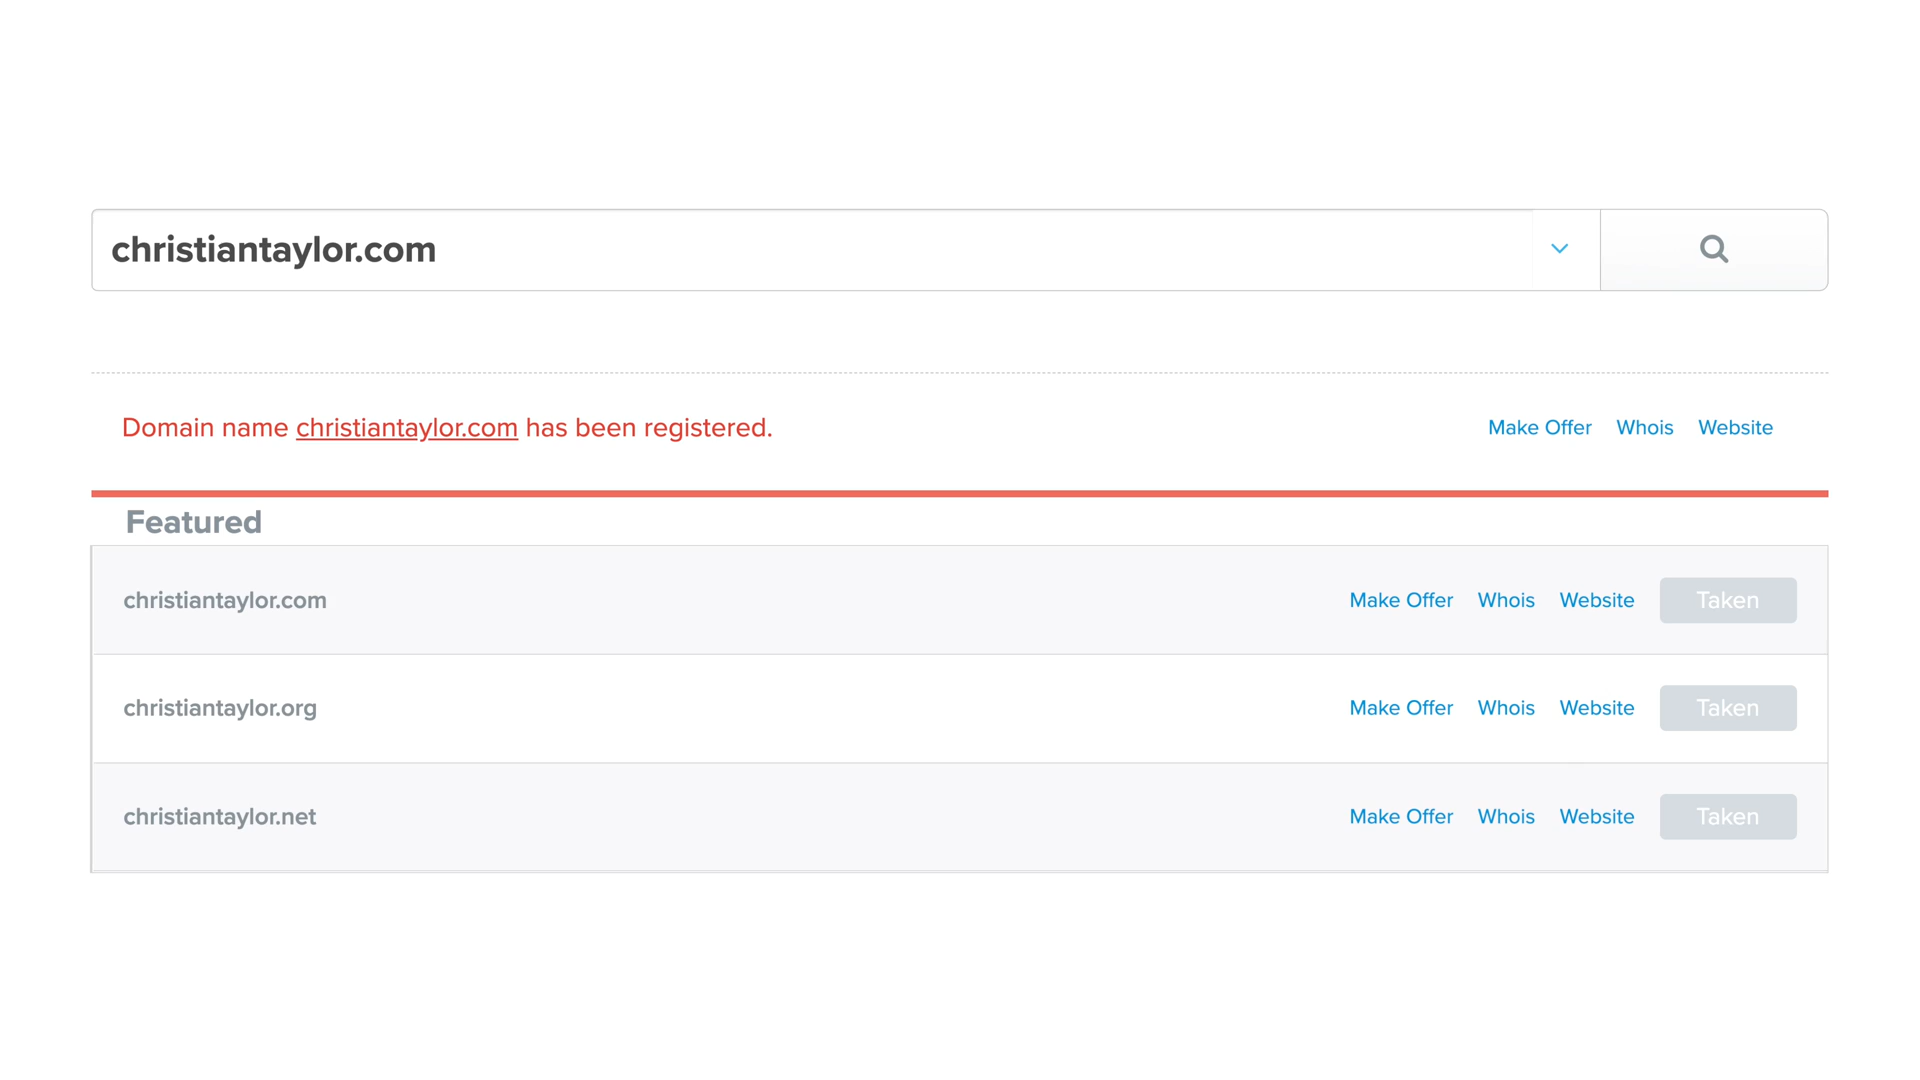 christiantaylor.com
Domain name christiantaylor.com has been registered. Make Offer Whois Website
Featured
christiantaylor.com Make Offer Whois Website Taken
christiantaylor.org Make Offer Whois Website Taken
christiantaylor.net Make Offer Whois Website Taken